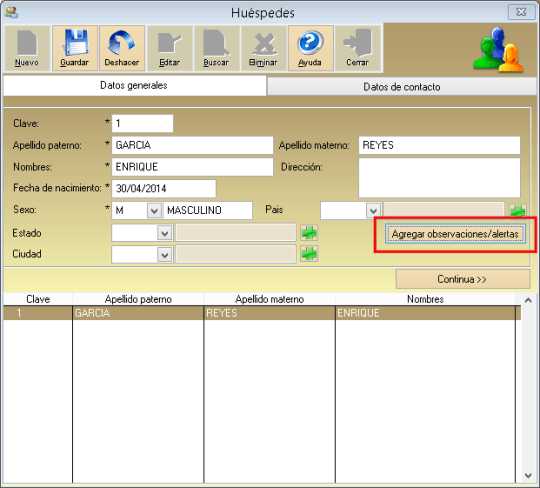 Huéspedes
Nuevo Guardar Deshacer Editar Buscar Eliminar Ayuda Cerrar
Datos generales Datos de contacto
Clave: * 1
Apellido paterno: * GARCIA Apellido materno: REYES
Nombres: * ENRIQUE Dirección:
Fecha de nacimiento: * 30/04/2014
Sexo: * M MASCULINO Pais
Estado Agregar observaciones/alertas
Ciudad
Continua >>
Clave Apellido paterno Apellido materno Nombres
1 GARCIA REYES ENRIQUE